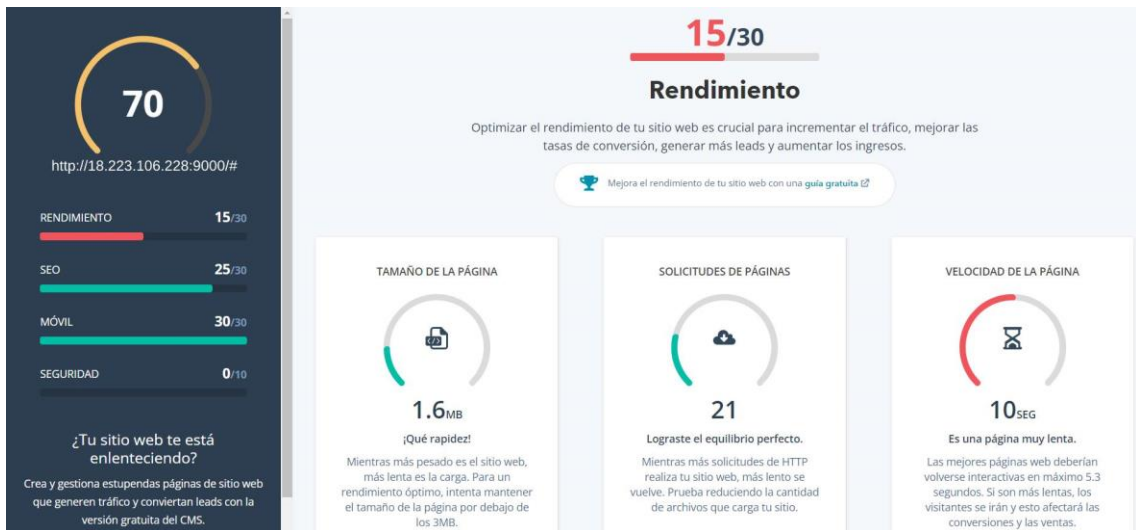 70
http://18.223.106.228:9000/#
RENDIMIENTO 15/30
SEO 25/30
MÓVIL 30/30
SEGURIDAD 0/10
¿Tu sitio web te está
enlenteciendo?
Crea y gestiona estupendas páginas de sitio web
que generen tráfico y conviertan leads con la
versión gratuita del CMS.
15/30
Rendimiento
Optimizar el rendimiento de tu sitio web es crucial para incrementar el tráfico, mejorar las
tasas de conversión, generar más leads y aumentar los ingresos.
Mejora el rendimiento de tu sitio web con una guía gratuita
TAMAÑO DE LA PÁGINA
1.6MB
¡Qué rapidez!
Mientras más pesado es el sitio web,
más lenta es la carga. Para un
rendimiento óptimo, intenta mantener
el tamaño de la página por debajo de
los 3MB.
SOLICITUDES DE PÁGINAS
21
Lograste el equilibrio perfecto.
Mientras más solicitudes de HTTP
realiza tu sitio web, más lento se
vuelve. Prueba reduciendo la cantidad
de archivos que carga tu sitio.
VELOCIDAD DE LA PÁGINA
10SEG
Es una página muy lenta.
Las mejores páginas web deberían
volverse interactivas en máximo 5.3
segundos. Si son más lentas, los
visitantes se irán y esto afectará las
conversiones y las ventas.